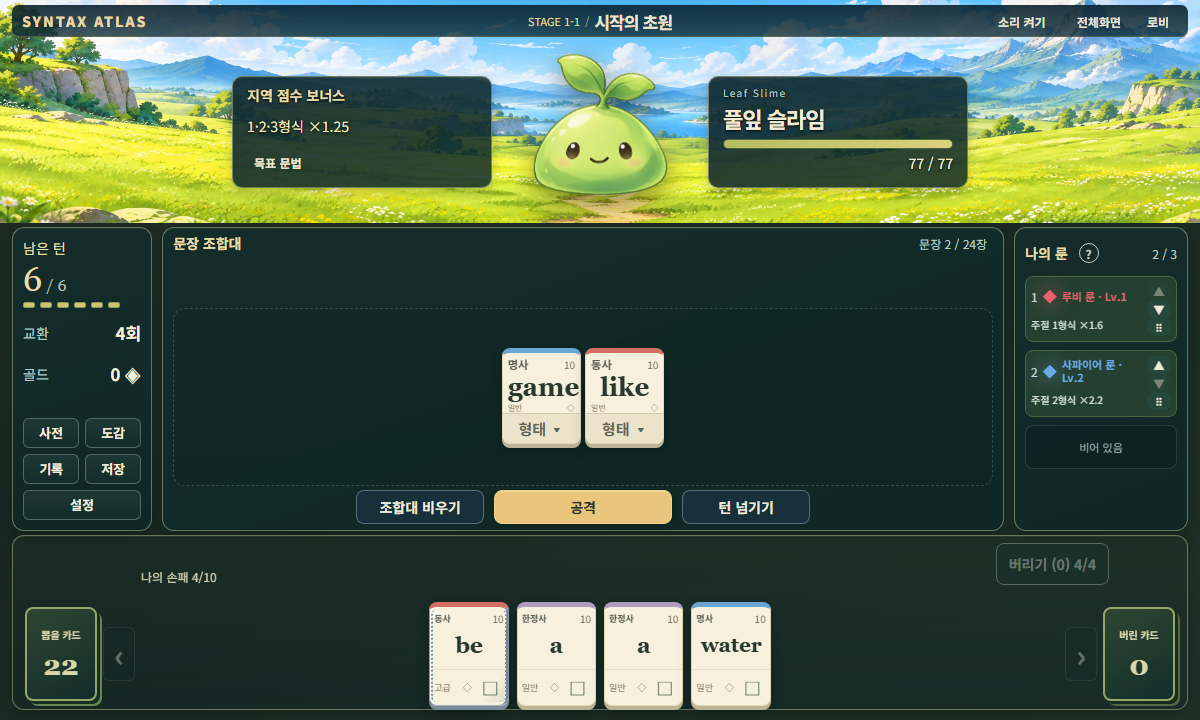 SYNTAX ATLAS
STAGE 1-1 / 시작의 초원
소리 켜기
전체화면
로비
지역 점수 보너스
1·2·3형식 ×1.25
목표 문법
Leaf Slime
풀잎 슬라임
77 / 77
남은 턴
6 / 6
교환 4회
골드 0
사전
도감
기록
저장
설정
문장 조합대
문장 2 / 24장
명사 10
game
일반
형태
동사 10
like
일반
형태
조합대 비우기
공격
턴 넘기기
나의 룬 ? 2 / 3
1 루비 룬 · Lv.1
주절 1형식 ×1.6
2 사파이어 룬 · Lv.2
주절 2형식 ×2.2
비어 있음
나의 손패 4/10
버리기 (0) 4/4
뽑을 카드
22
동사 10
be
고급
한정사 10
a
일반
한정사 10
a
일반
명사 10
water
일반
버린 카드
0